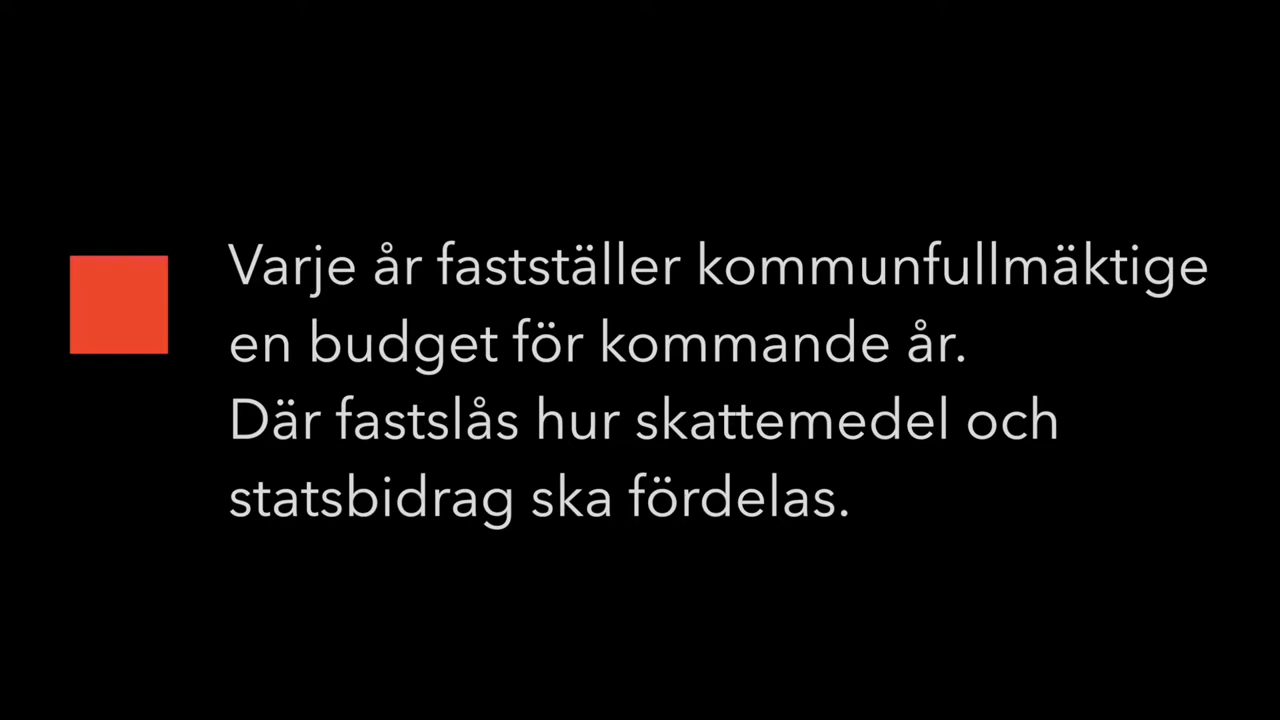 Varje år fastställer kommunfullmäktige
en budget för kommande år.
Där fastslås hur skattemedel och
statsbidrag ska fördelas.